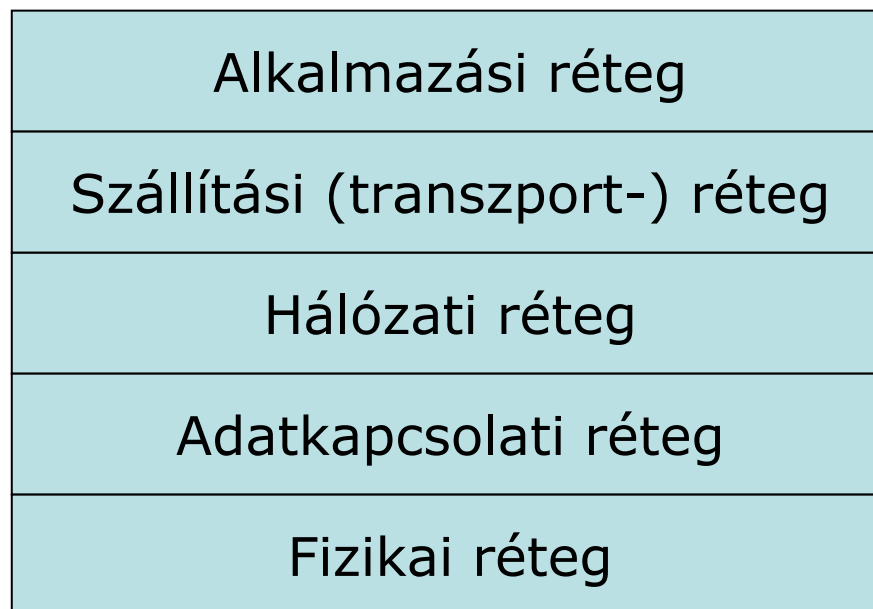 Alkalmazási réteg
Szállítási (transzport-) réteg
Hálózati réteg
Adatkapcsolati réteg
Fizikai réteg